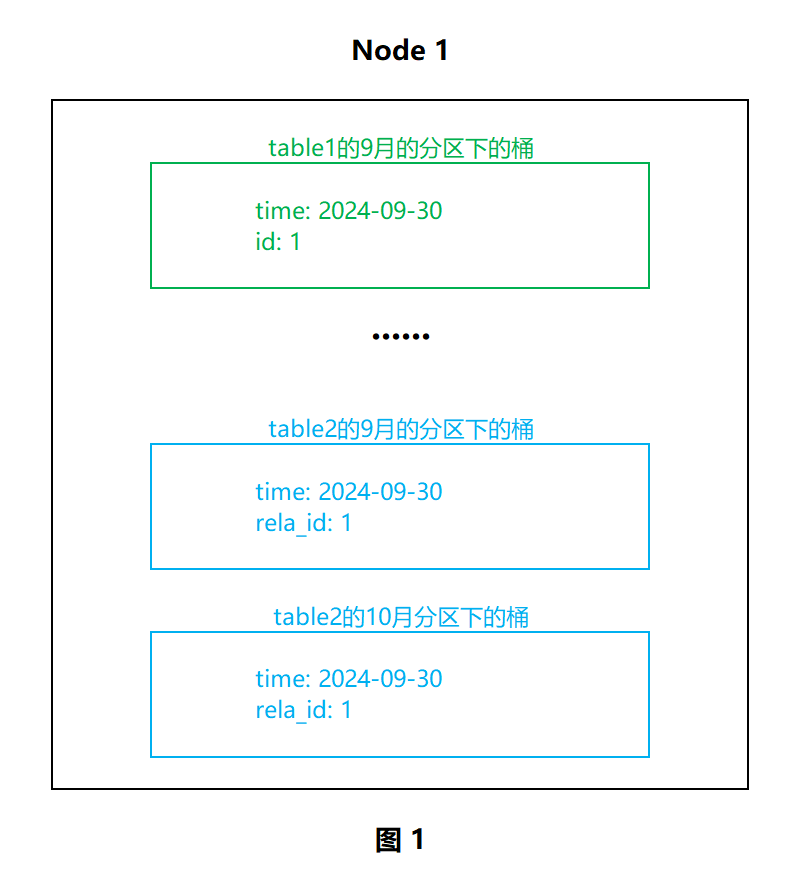 Node 1
table1的9月的分区下的桶
time: 2024-09-30
id: 1
······
table2的9月的分区下的桶
time: 2024-09-30
rela_id: 1
table2的10月分区下的桶
time: 2024-09-30
rela_id: 1
图 1